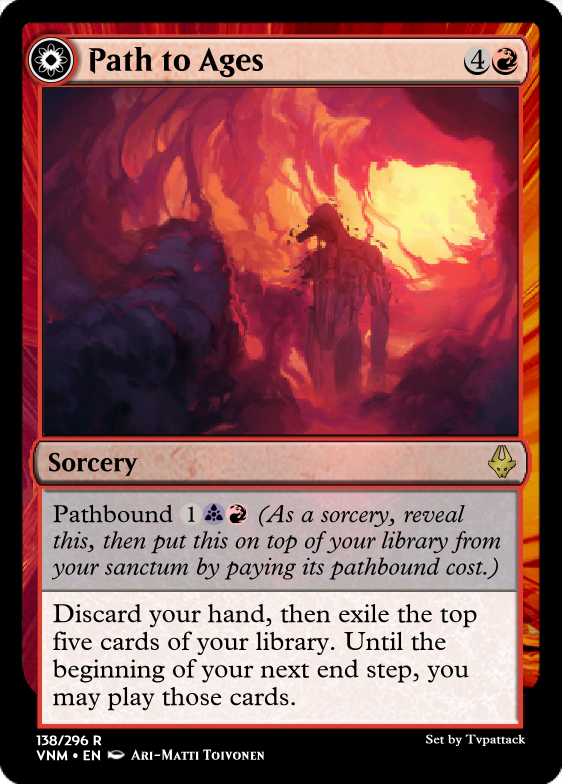 Path to Ages 4
Sorcery
Pathbound 1 (As a sorcery, reveal
this, then put this on top of your library from
your sanctum by paying its pathbound cost.)
Discard your hand, then exile the top
five cards of your library. Until the
beginning of your next end step, you
may play those cards.
138/296 R
Set by Tvpattack
VNM • EN Ari-Matti Toivonen